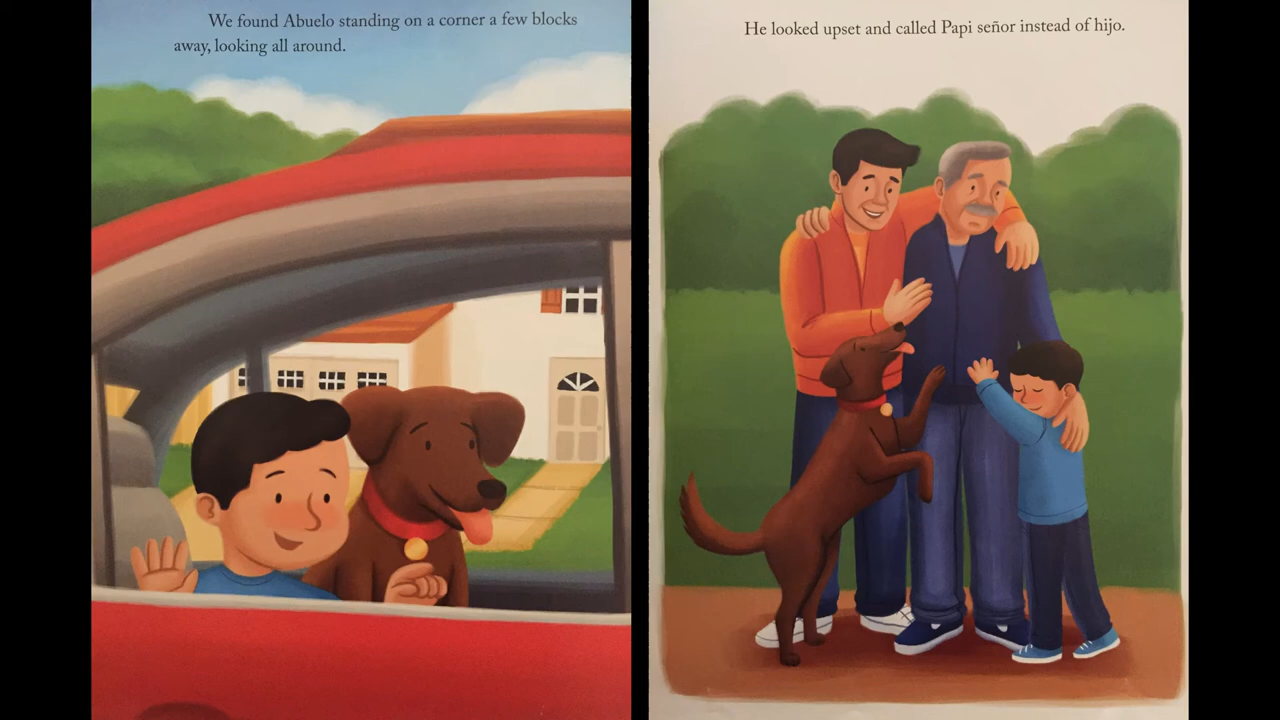 We found Abuelo standing on a corner a few blocks
away, looking all around.
He looked upset and called Papi señor instead of hijo.